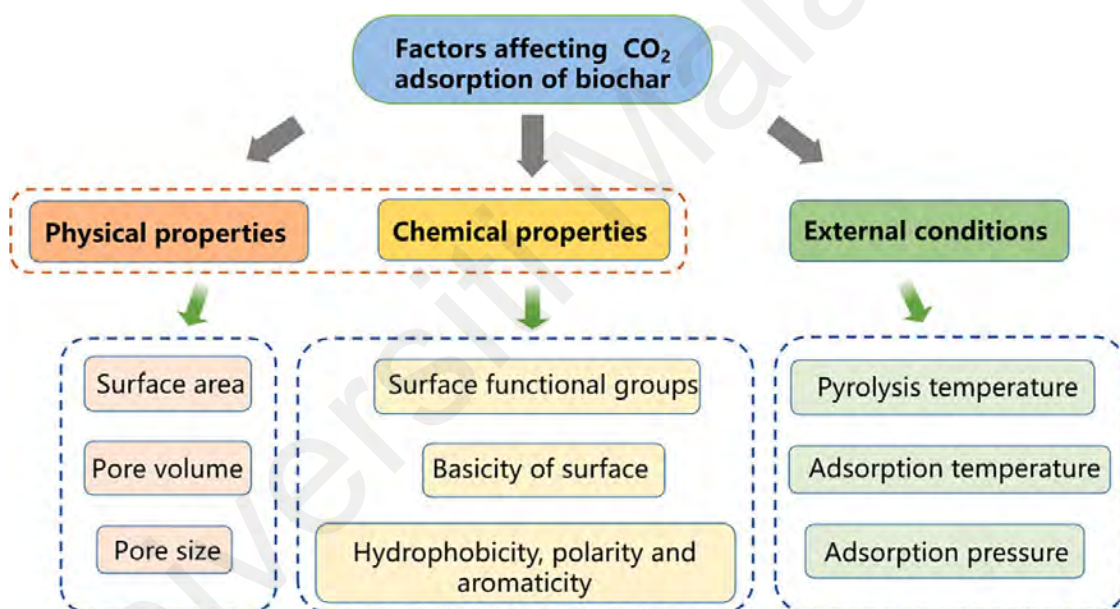 Factors affecting CO₂
adsorption of biochar
Physical properties
Chemical properties
External conditions
Surface area
Pore volume
Pore size
Surface functional groups
Basicity of surface
Hydrophobicity, polarity and
aromaticity
Pyrolysis temperature
Adsorption temperature
Adsorption pressure